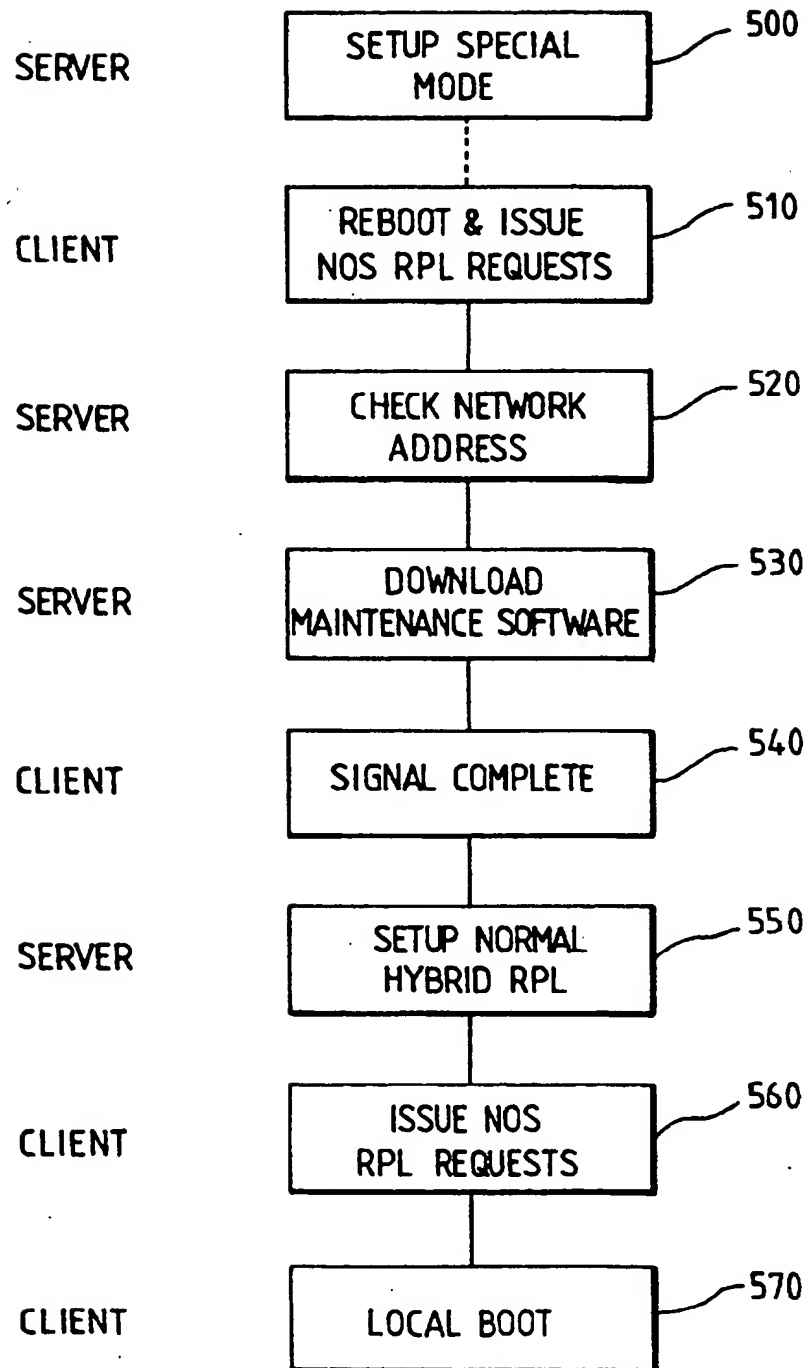 500
SERVER
SETUP SPECIAL
MODE
510
CLIENT
REBOOT & ISSUE
NOS RPL REQUESTS
520
SERVER
CHECK NETWORK
ADDRESS
530
SERVER
DOWNLOAD
MAINTENANCE SOFTWARE
540
CLIENT
SIGNAL COMPLETE
550
SERVER
SETUP NORMAL
HYBRID RPL
560
CLIENT
ISSUE NOS
RPL REQUESTS
570
CLIENT
LOCAL BOOT